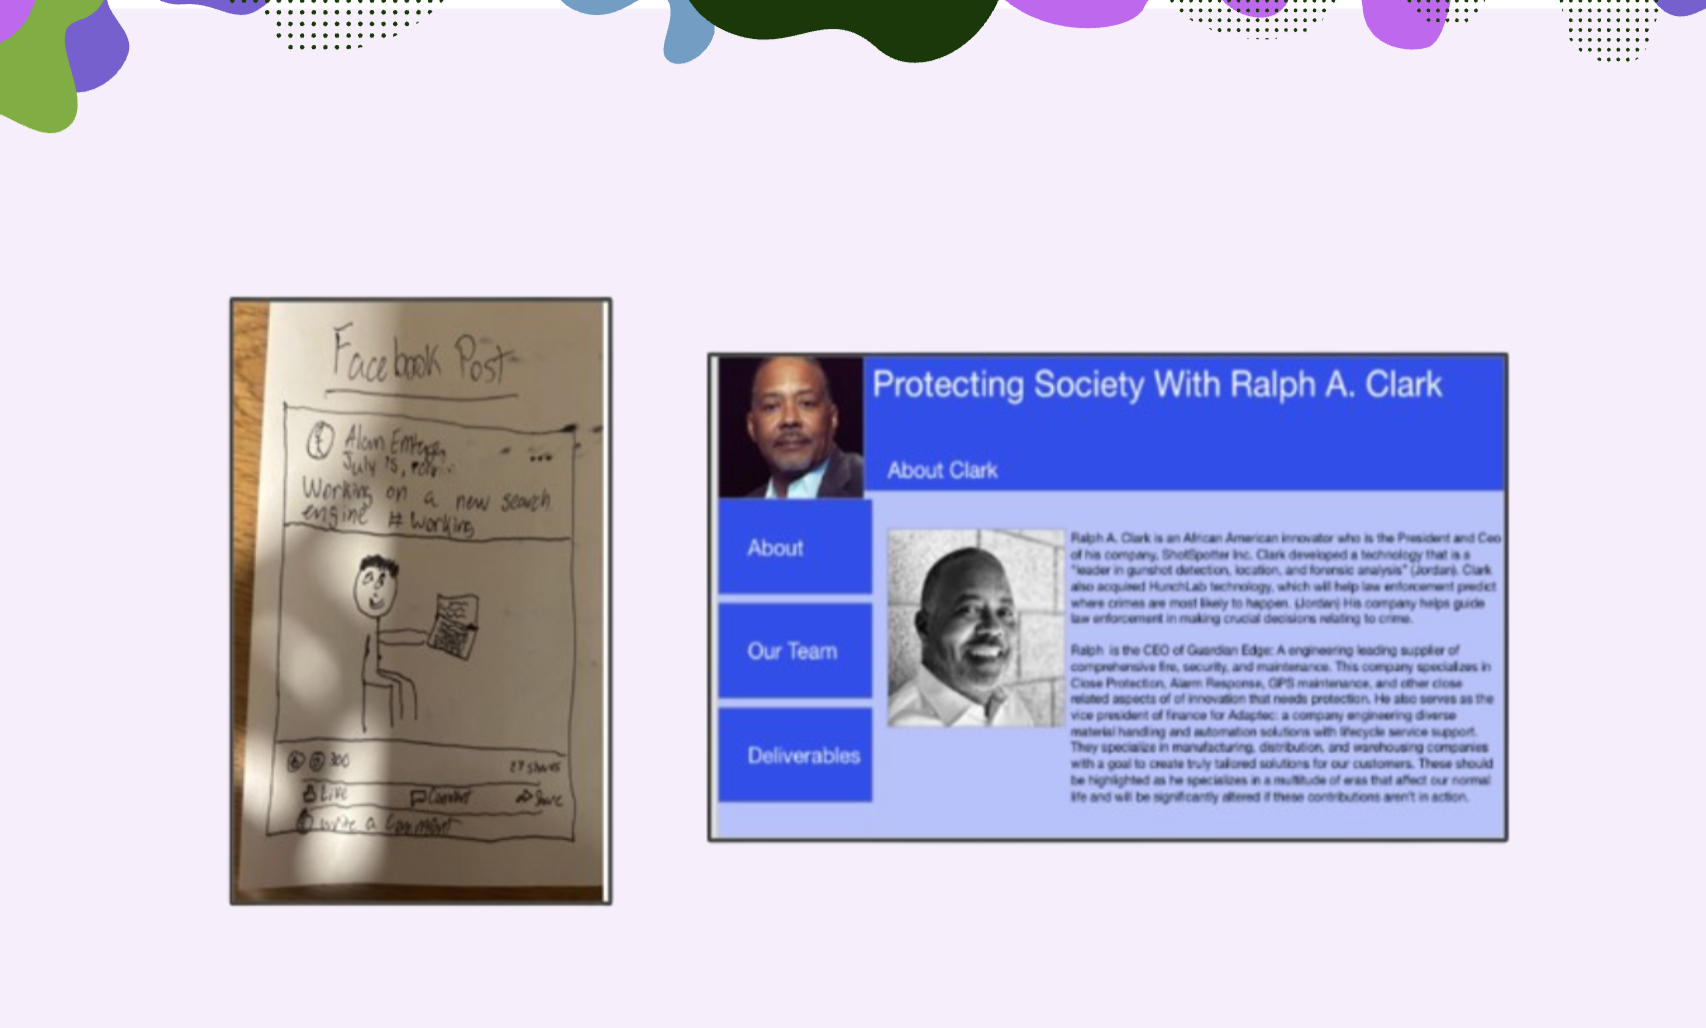 Facebook Post
Alan
July 15,
Working on a new search
engine # Working
300
27 shares
Like Comment Share
write a comment
Protecting Society With Ralph A. Clark
About Clark
About
Our Team
Deliverables
Ralph A. Clark is an African American innovator who is the President and Ceo
of his company, ShotSpotter Inc. Clark developed a technology that is a
"leader in gunshot detection, location, and forensic analysis" (Jordan). Clark
also acquired HunchLab technology, which will help law enforcement predict
where crimes are most likely to happen. (Jordan) His company helps guide
law enforcement in making crucial decisions relating to crime.
Ralph is the CEO of Guardian Edge: A engineering leading supplier of
comprehensive fire, security, and maintenance. This company specializes in
Close Protection, Alarm Response, GPS maintenance, and other close
related aspects of of innovation that needs protection. He also serves as the
vice president of finance for Adaptec: a company engineering diverse
material handling and automation solutions with lifecycle service support.
They specialize in manufacturing, distribution, and warehousing companies
with a goal to create truly tailored solutions for our customers. These should
be highlighted as he specializes in a multitude of eras that affect our normal
life and will be significantly altered if these contributions aren't in action.